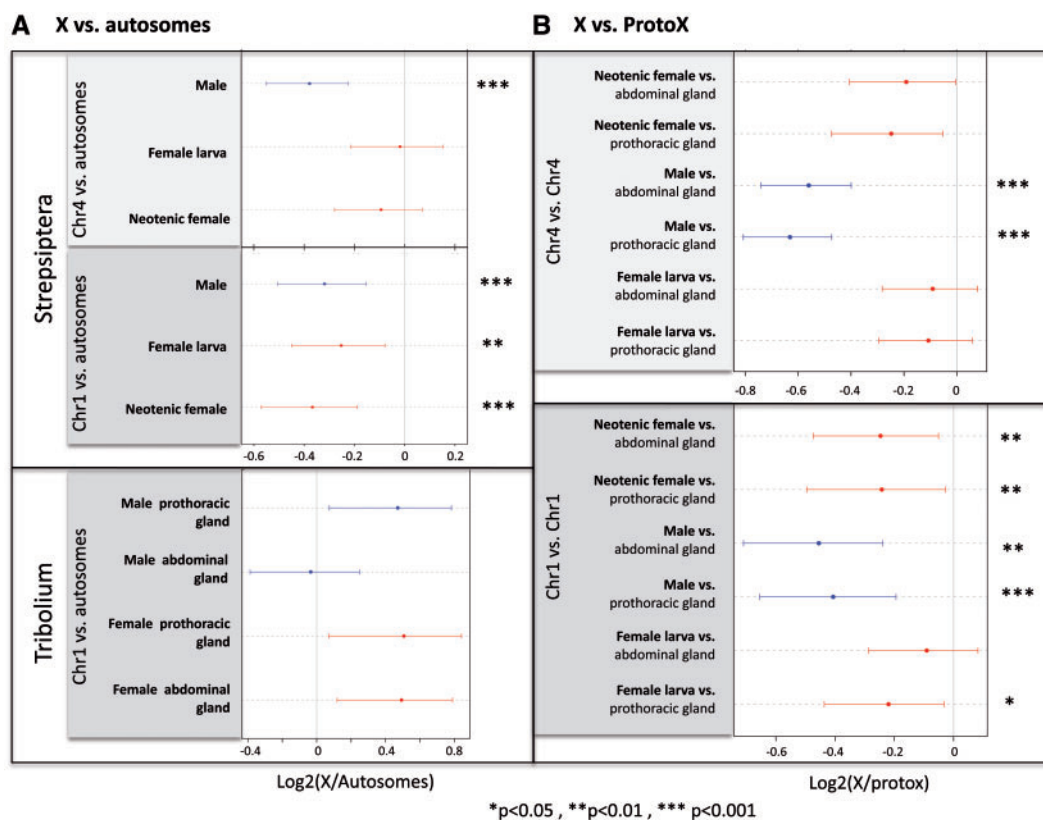 A X vs. autosomes
B X vs. ProtoX
Strepsiptera
Chr4 vs. autosomes
Male
***
Female larva
Neotenic female
Chr1 vs. autosomes
Male
***
Female larva
**
Neotenic female
***
-0.6 -0.4 -0.2 0 0.2
Tribolium
Chr1 vs. autosomes
Male prothoracic
gland
Male abdominal
gland
Female prothoracic
gland
Female abdominal
gland
-0.4 0 0.4 0.8
Log2(X/Autosomes)
Chr4 vs. Chr4
Neotenic female vs.
abdominal gland
Neotenic female vs.
prothoracic gland
Male vs.
abdominal gland
***
Male vs.
prothoracic gland
***
Female larva vs.
abdominal gland
Female larva vs.
prothoracic gland
-0.8 -0.6 -0.4 -0.2 0
Chr1 vs. Chr1
Neotenic female vs.
abdominal gland
**
Neotenic female vs.
prothoracic gland
**
Male vs.
abdominal gland
**
Male vs.
prothoracic gland
***
Female larva vs.
abdominal gland
Female larva vs.
prothoracic gland
*
-0.6 -0.4 -0.2 0
Log2(X/protox)
*p<0.05 , **p<0.01 , *** p<0.001